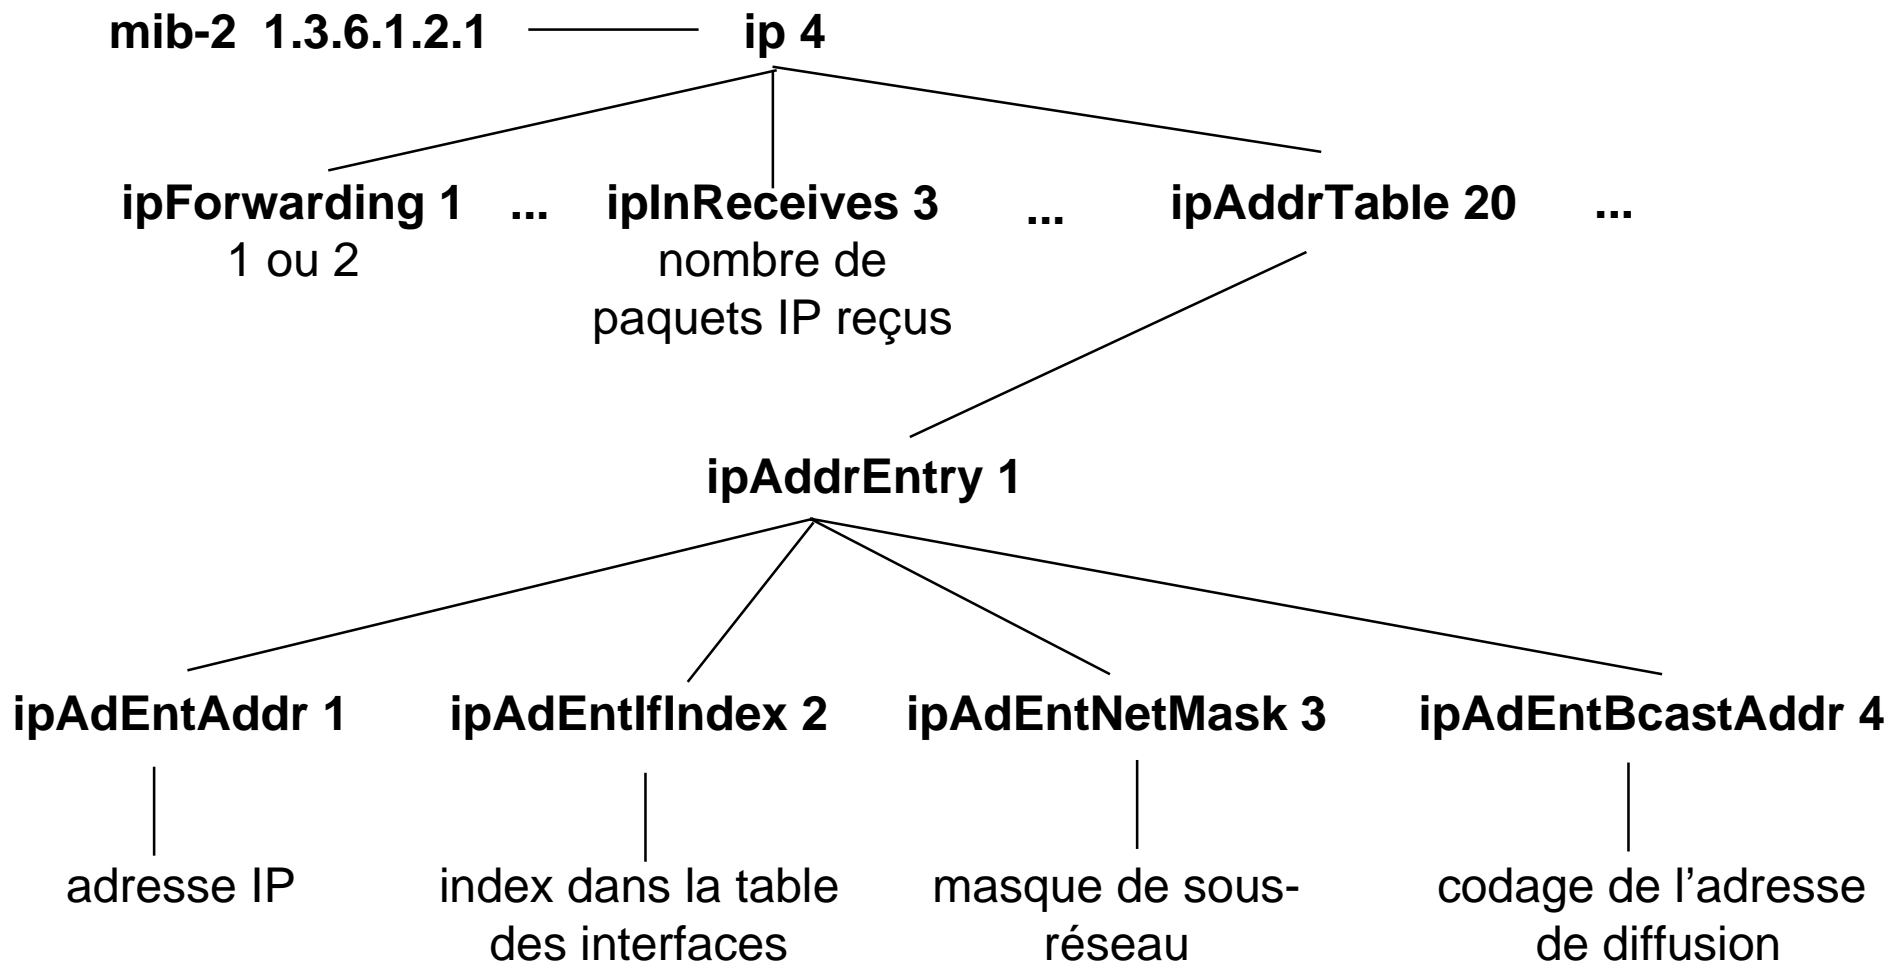 mib-2 1.3.6.1.2.1 ip 4
ipForwarding 1 ... ipInReceives 3 ... ipAddrTable 20 ...
1 ou 2 nombre de
paquets IP reçus
ipAddrEntry 1
ipAdEntAddr 1 ipAdEntIfIndex 2 ipAdEntNetMask 3 ipAdEntBcastAddr 4
adresse IP index dans la table masque de sous- codage de l’adresse
des interfaces réseau de diffusion